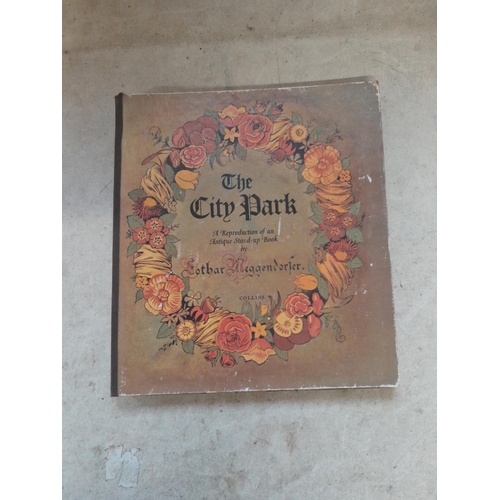 The
City Park
A Reproduction of an
Antique Stand-up Book
by
Lothar Meggendorfer.
COLLINS